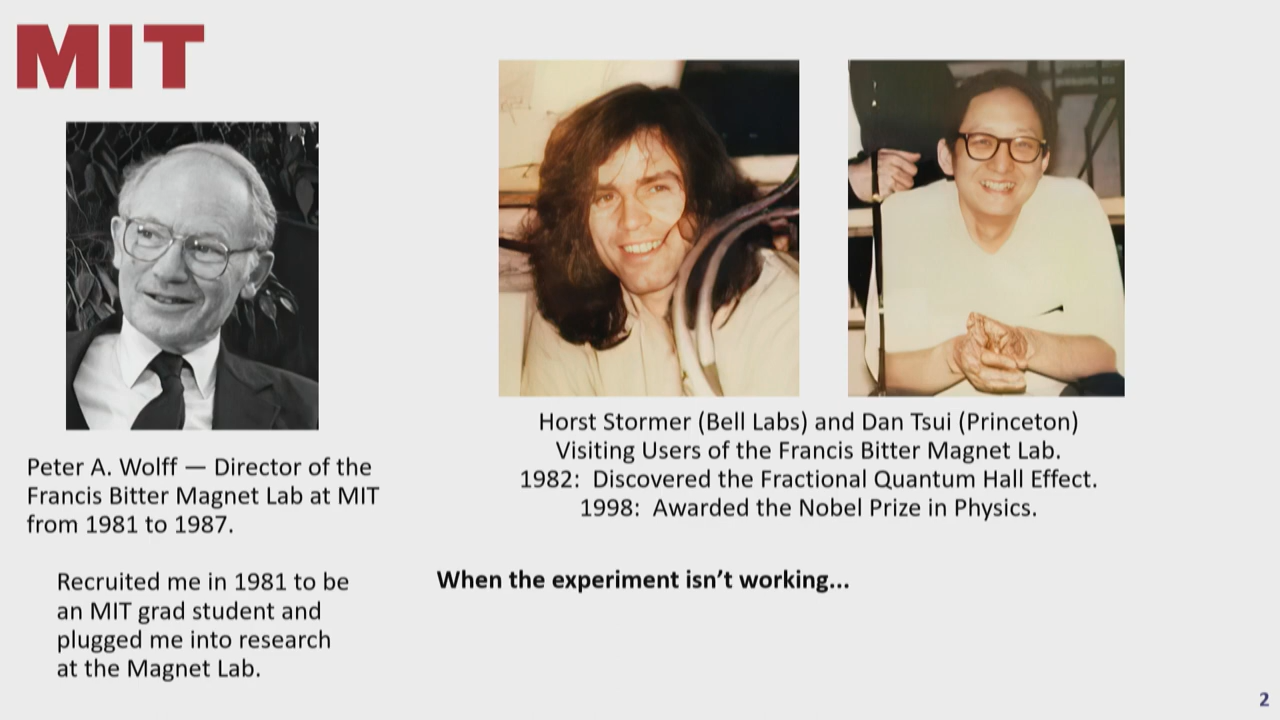 MIT
Peter A. Wolff — Director of the
Francis Bitter Magnet Lab at MIT
from 1981 to 1987.
Recruited me in 1981 to be
an MIT grad student and
plugged me into research
at the Magnet Lab.
Horst Stormer (Bell Labs) and Dan Tsui (Princeton)
Visiting Users of the Francis Bitter Magnet Lab.
1982:  Discovered the Fractional Quantum Hall Effect.
1998:  Awarded the Nobel Prize in Physics.
When the experiment isn’t working...
2